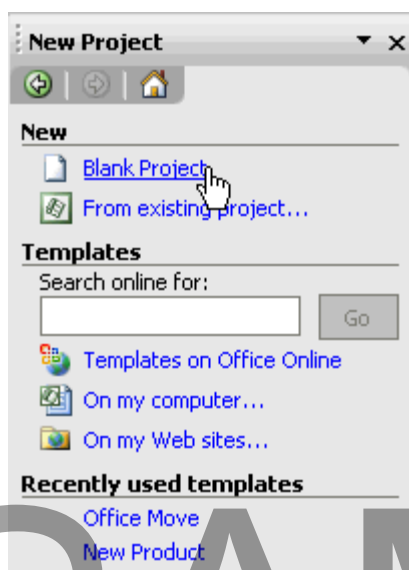 New Project
New
Blank Project
From existing project...
Templates
Search online for:
Go
Templates on Office Online
On my computer...
On my Web sites...
Recently used templates
Office Move
New Product